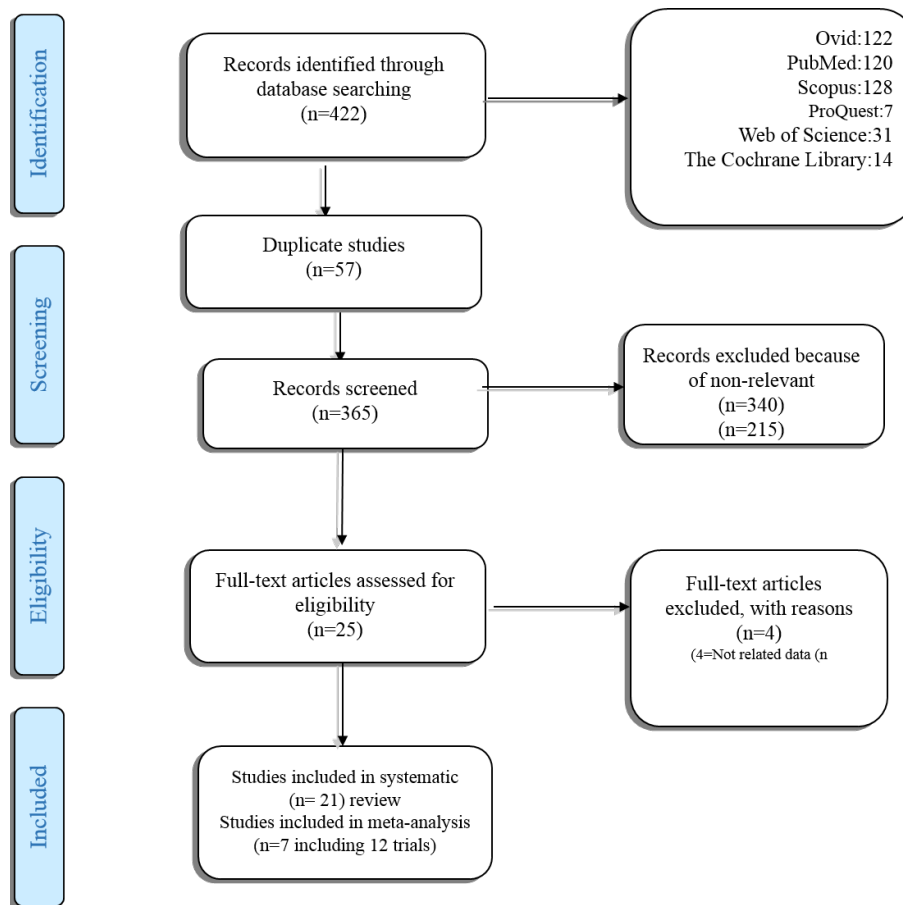 Identification
Records identified through
database searching
(n=422)
Ovid:122
PubMed:120
Scopus:128
ProQuest:7
Web of Science:31
The Cochrane Library:14
Duplicate studies
(n=57)
Screening
Records screened
(n=365)
Records excluded because
of non-relevant
(n=340)
(n=215)
Eligibility
Full-text articles assessed for
eligibility
(n=25)
Full-text articles
excluded, with reasons
(n=4)
(4=Not related data (n
Included
Studies included in systematic
(n= 21) review
Studies included in meta-analysis
(n=7 including 12 trials)